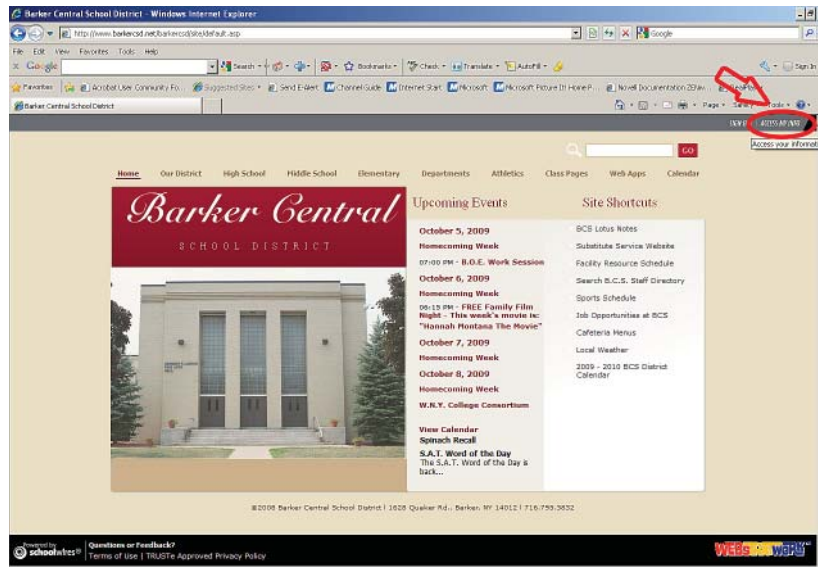 Barker Central School District - Windows Internet Explorer
http://www.barkercsd.net/barkercsd/site/default.asp
Google
File Edit View Favorites Tools Help
Google Search Bookmarks Check Translate AutoFill Sign In
Favorites Acrobat User Community Fo... Suggested Sites Send E-Alert Channel Guide Internet Start Microsoft Microsoft Picture It! Home P... Novell Documentation
Barker Central School District Page Tools
ACCESS MY INFO
Access your informat
GO
Home Our District High School Middle School Elementary Departments Athletics Class Pages Web Apps Calendar
Barker Central
SCHOOL DISTRICT
Upcoming Events
October 5, 2009
Homecoming Week
07:00 PM - B.O.E. Work Session
October 6, 2009
Homecoming Week
06:15 PM - FREE Family Film
Night - This week's movie is:
"Hannah Montana The Movie"
October 7, 2009
Homecoming Week
October 8, 2009
Homecoming Week
W.N.Y. College Consortium
View Calendar
Spinach Recall
S.A.T. Word of the Day
The S.A.T. Word of the Day is
back...
Site Shortcuts
BCS Lotus Notes
Substitute Service Website
Facility Resource Schedule
Search B.C.S. Staff Directory
Sports Schedule
Job Opportunities at BCS
Cafeteria Menus
Local Weather
2009 - 2010 BCS District
Calendar
©2008 Barker Central School District | 1628 Quaker Rd., Barker, NY 14012 | 716.795.3832
Powered by
schoolwires®
Questions or Feedback?
Terms of Use | TRUSTe Approved Privacy Policy